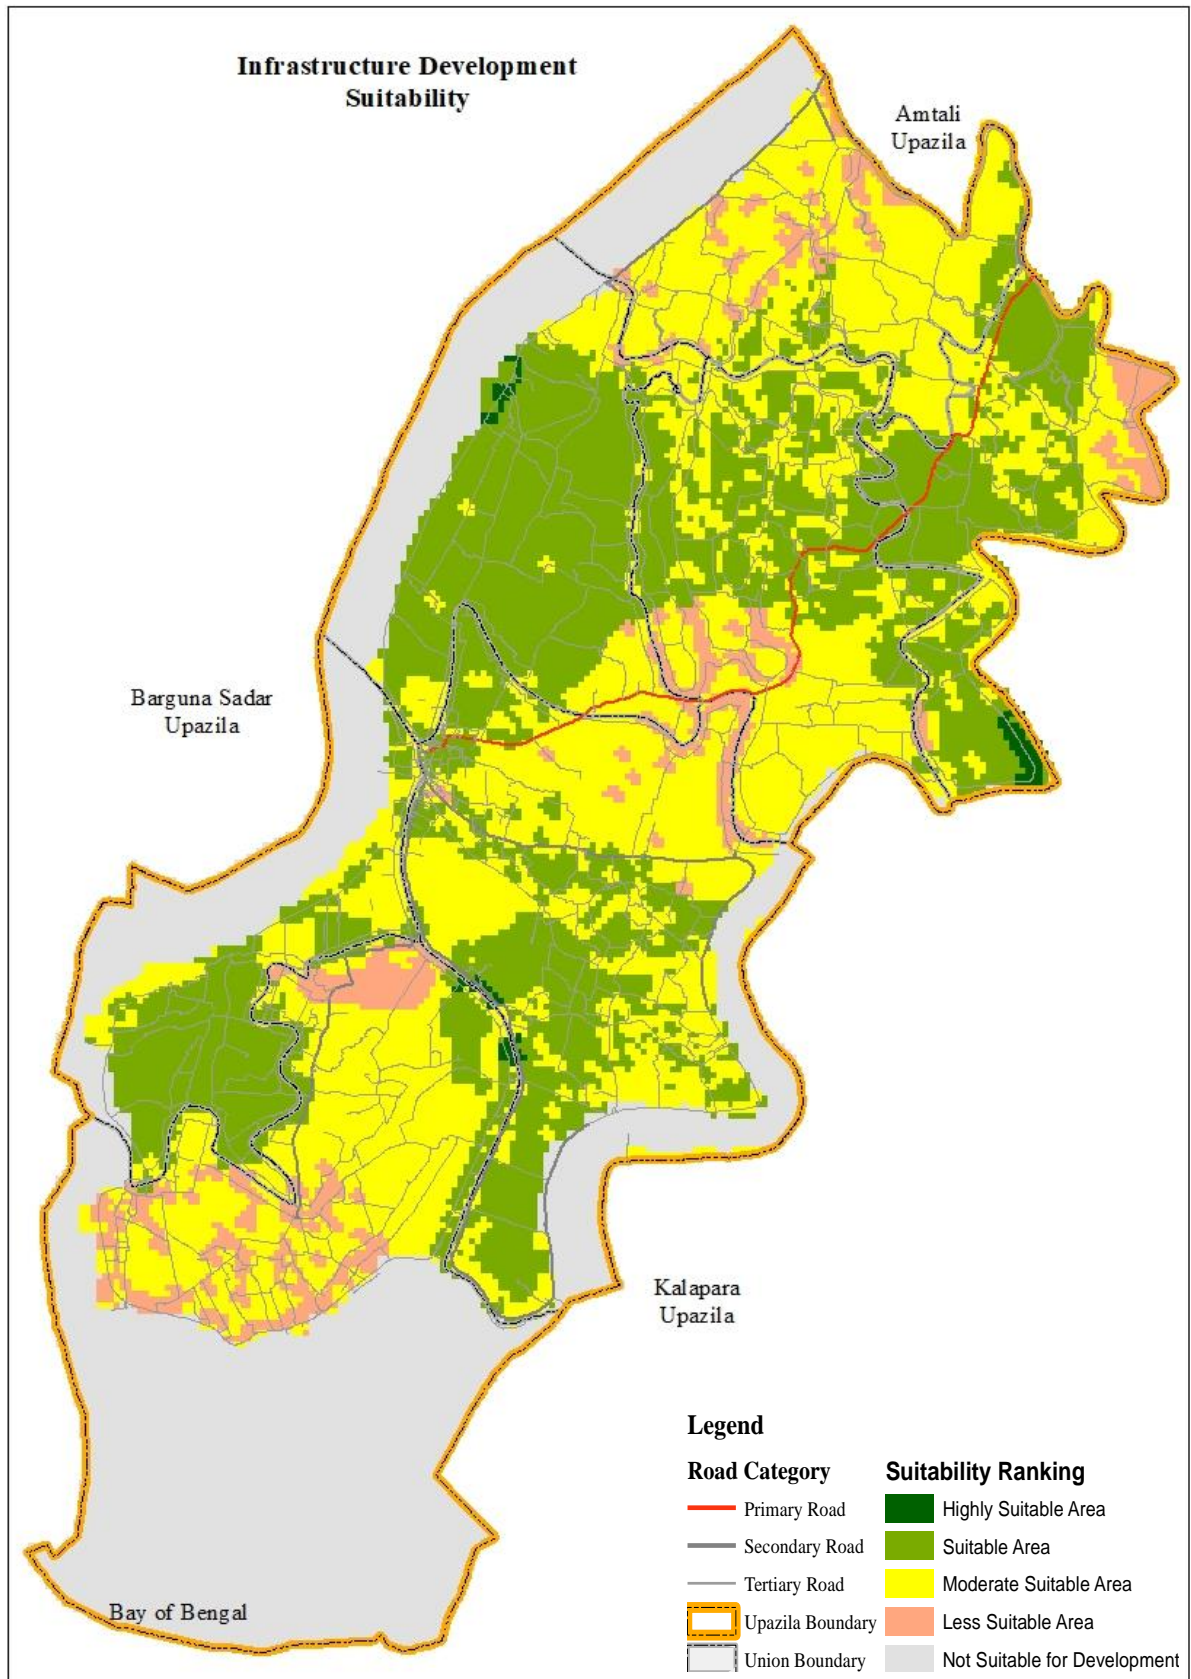 Infrastructure Development
Suitability
Amtali
Upazila
Barguna Sadar
Upazila
Kalapara
Upazila
Bay of Bengal
Legend
Road Category
Primary Road
Secondary Road
Tertiary Road
Upazila Boundary
Union Boundary
Suitability Ranking
Highly Suitable Area
Suitable Area
Moderate Suitable Area
Less Suitable Area
Not Suitable for Development